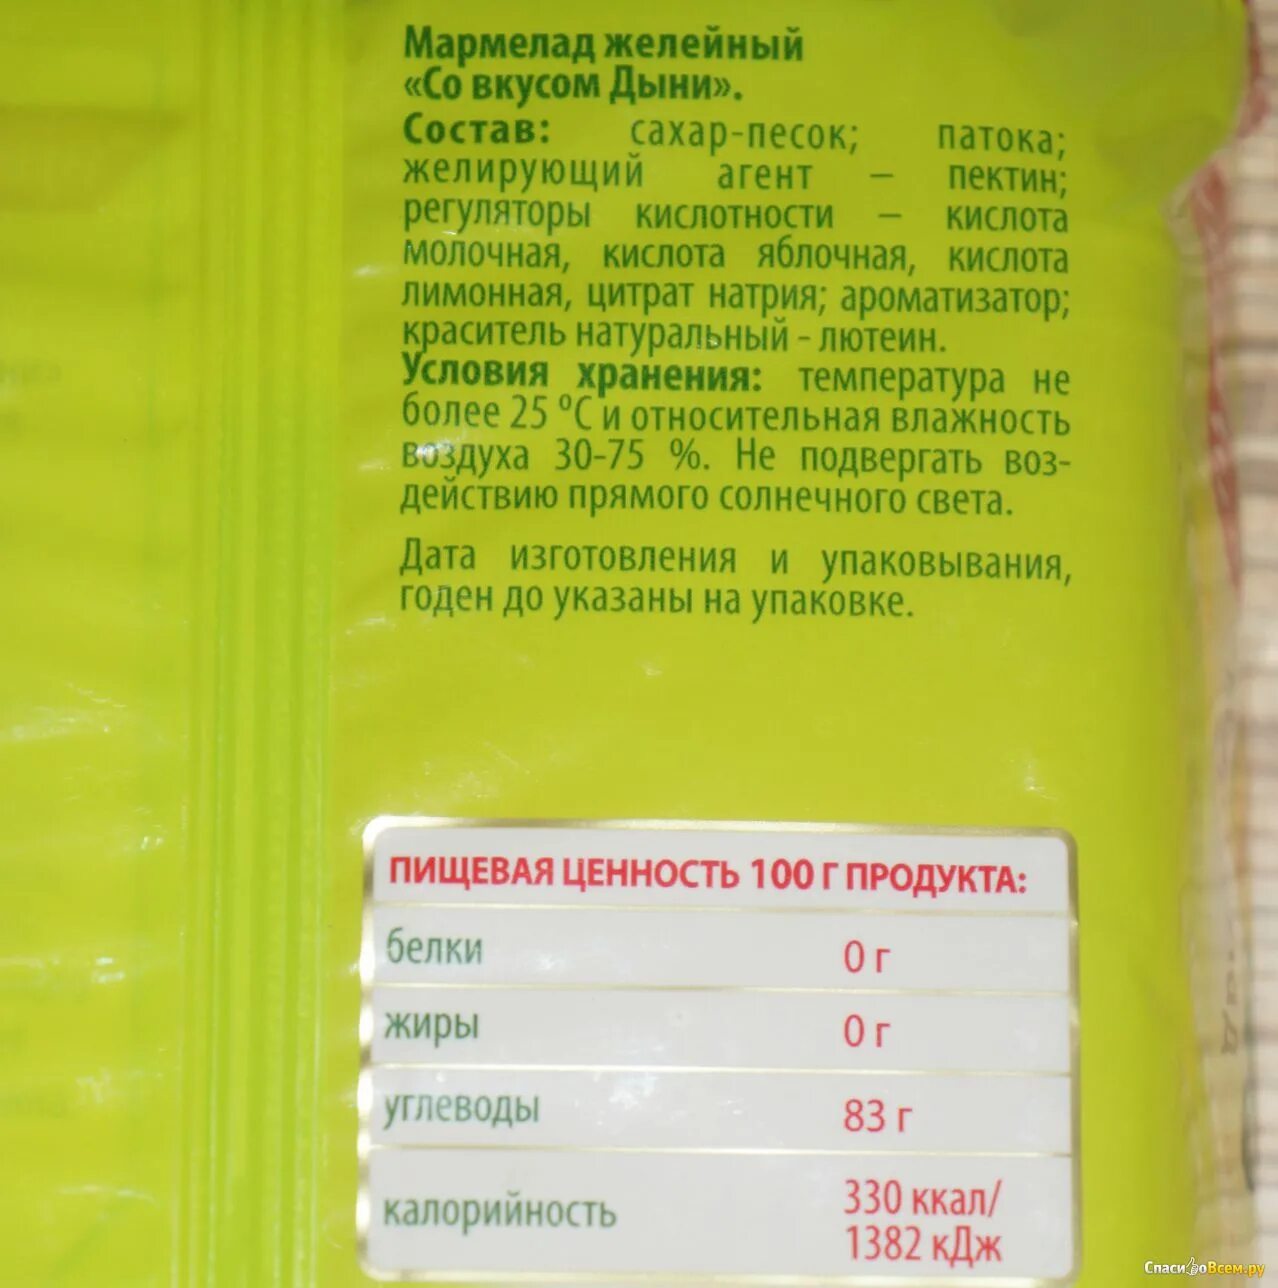 Мармелад желейный
«Со вкусом Дыни».
Состав: сахар-песок; патока;
желирующий агент – пектин;
регуляторы кислотности – кислота
молочная, кислота яблочная, кислота
лимонная, цитрат натрия; ароматизатор;
краситель натуральный - лютеин.
Условия хранения: температура не
более 25 °С и относительная влажность
воздуха 30-75 %. Не подвергать воз-
действию прямого солнечного света.
Дата изготовления и упаковывания,
годен до указаны на упаковке.
ПИЩЕВАЯ ЦЕННОСТЬ 100 Г ПРОДУКТА:
белки 0 г
жиры 0 г
углеводы 83 г
калорийность 330 ккал/
1382 кДж
СпасибоВсем.ру